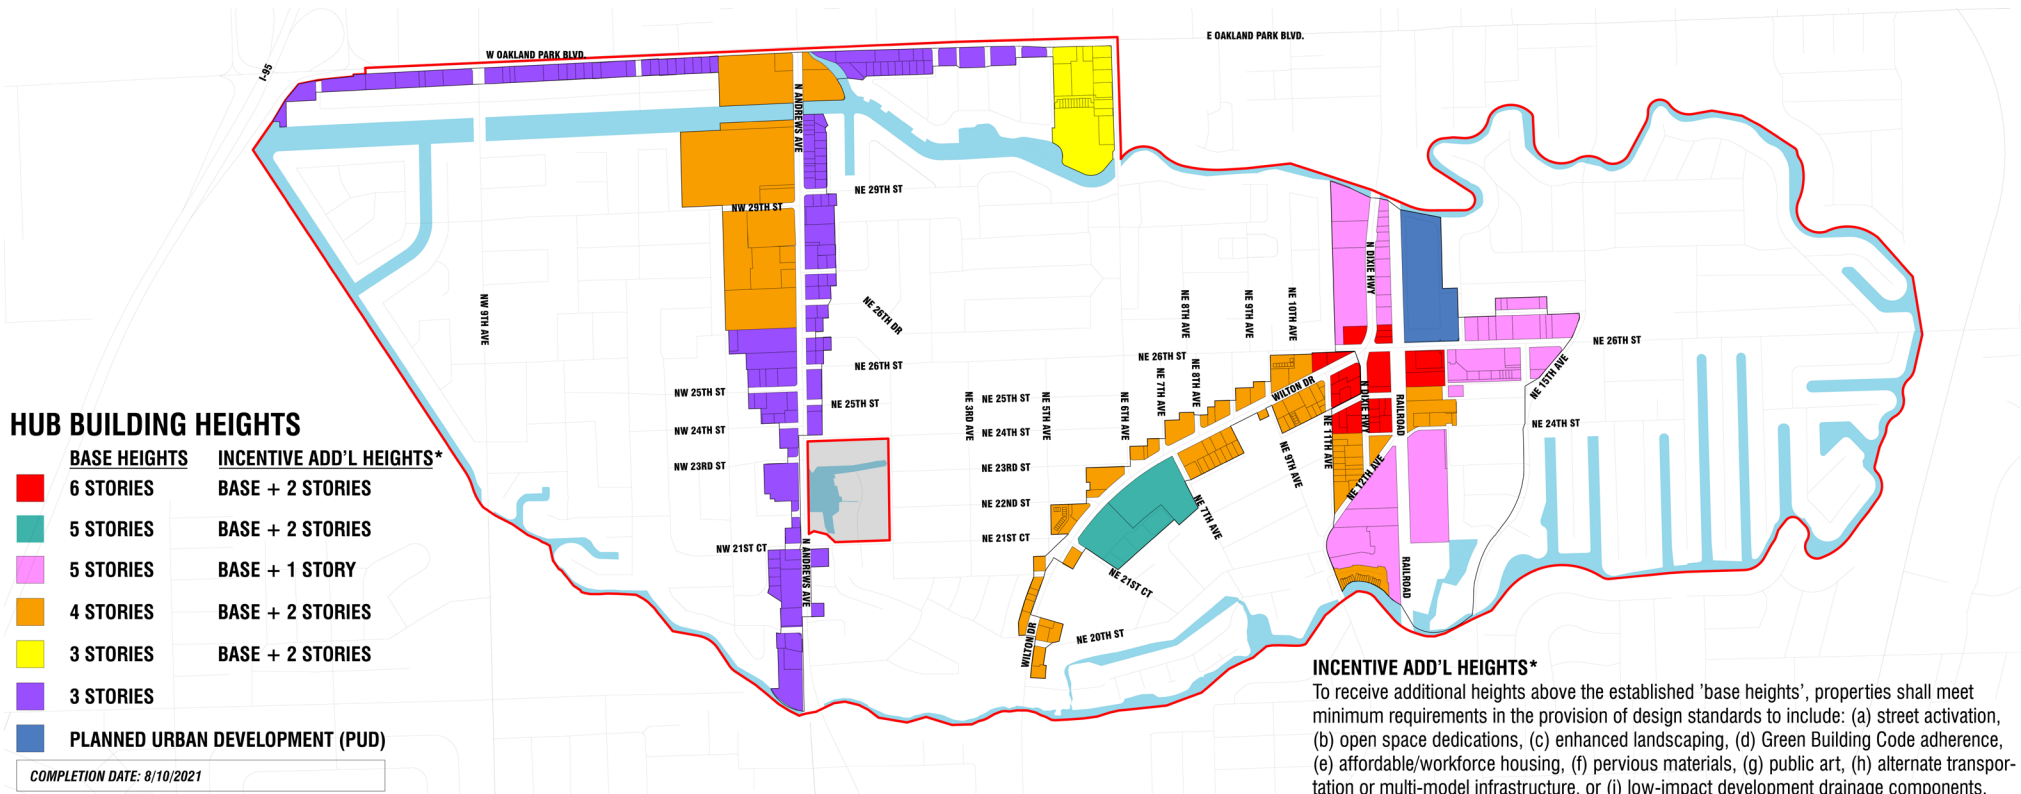 W OAKLAND PARK BLVD.
E OAKLAND PARK BLVD.
I-95
N ANDREWS AVE
NE 29TH ST
NW 29TH ST
N DIXIE HWY
NW 9TH AVE
NE 26TH DR
NE 8TH AVE
NE 9TH AVE
NE 10TH AVE
NE 26TH ST
NE 26TH ST
NE 26TH ST
NE 7TH AVE
NE 8TH AVE
WILTON DR
N DIXIE HWY
RAILROAD
NE 15TH AVE
NW 25TH ST
NE 25TH ST
NE 3RD AVE
NE 25TH ST
NE 5TH AVE
NE 6TH AVE
NE 11TH AVE
NE 24TH ST
NW 24TH ST
NE 24TH ST
NW 23RD ST
NE 23RD ST
NE 9TH AVE
NE 12TH AVE
NE 22ND ST
NE 7TH AVE
NE 21ST CT
NW 21ST CT
N ANDREWS AVE
NE 21ST CT
RAILROAD
WILTON DR
NE 20TH ST
HUB BUILDING HEIGHTS
BASE HEIGHTS INCENTIVE ADD'L HEIGHTS*
6 STORIES BASE + 2 STORIES
5 STORIES BASE + 2 STORIES
5 STORIES BASE + 1 STORY
4 STORIES BASE + 2 STORIES
3 STORIES BASE + 2 STORIES
3 STORIES
PLANNED URBAN DEVELOPMENT (PUD)
COMPLETION DATE: 8/10/2021
INCENTIVE ADD'L HEIGHTS*
To receive additional heights above the established 'base heights', properties shall meet
minimum requirements in the provision of design standards to include: (a) street activation,
(b) open space dedications, (c) enhanced landscaping, (d) Green Building Code adherence,
(e) affordable/workforce housing, (f) pervious materials, (g) public art, (h) alternate transpor-
tation or multi-model infrastructure, or (i) low-impact development drainage components.